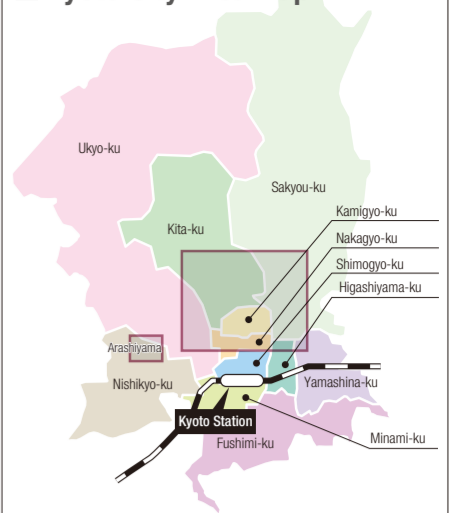 Ukyo-ku
Sakyou-ku
Kita-ku
Kamigyo-ku
Nakagyo-ku
Shimogyo-ku
Higashiyama-ku
Arashiyama
Nishikyo-ku
Yamashina-ku
Kyoto Station
Fushimi-ku
Minami-ku